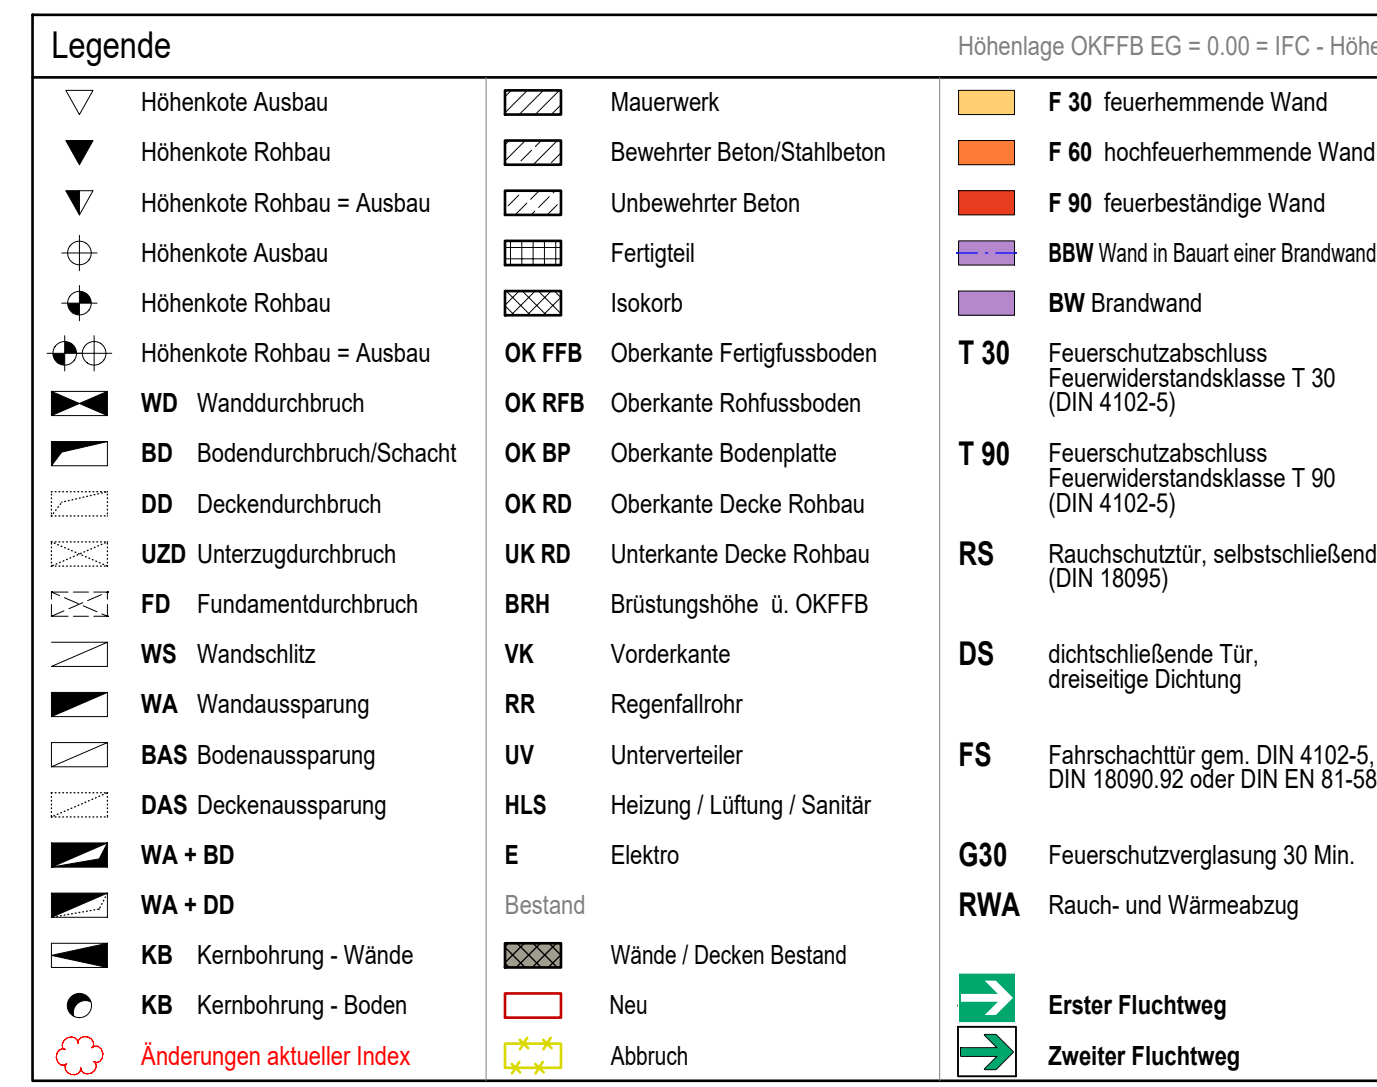 Legende
Höhenlage OKFFB EG = 0.00 = IFC - Höhe
Höhenkote Ausbau
Höhenkote Rohbau
Höhenkote Rohbau = Ausbau
Höhenkote Ausbau
Höhenkote Rohbau
Höhenkote Rohbau = Ausbau
WD Wanddurchbruch
BD Bodendurchbruch/Schacht
DD Deckendurchbruch
UZD Unterzugdurchbruch
FD Fundamentdurchbruch
WS Wandschlitz
WA Wandaussparung
BAS Bodenaussparung
DAS Deckenaussparung
WA + BD
WA + DD
KB Kernbohrung - Wände
KB Kernbohrung - Boden
Änderungen aktueller Index
Mauerwerk
Bewehrter Beton/Stahlbeton
Unbewehrter Beton
Fertigteil
Isokorb
OK FFB Oberkante Fertigfussboden
OK RFB Oberkante Rohfussboden
OK BP Oberkante Bodenplatte
OK RD Oberkante Decke Rohbau
UK RD Unterkante Decke Rohbau
BRH Brüstungshöhe ü. OKFFB
VK Vorderkante
RR Regenfallrohr
UV Unterverteiler
HLS Heizung / Lüftung / Sanitär
E Elektro
Bestand
Wände / Decken Bestand
Neu
Abbruch
F 30 feuerhemmende Wand
F 60 hochfeuerhemmende Wand
F 90 feuerbeständige Wand
BBW Wand in Bauart einer Brandwand
BW Brandwand
T 30 Feuerschutzabschluss
Feuerwiderstandsklasse T 30
(DIN 4102-5)
T 90 Feuerschutzabschluss
Feuerwiderstandsklasse T 90
(DIN 4102-5)
RS Rauchschutztür, selbstschließend
(DIN 18095)
DS dichtschließende Tür,
dreiseitige Dichtung
FS Fahrschachttür gem. DIN 4102-5,
DIN 18090.92 oder DIN EN 81-58
G30 Feuerschutzverglasung 30 Min.
RWA Rauch- und Wärmeabzug
Erster Fluchtweg
Zweiter Fluchtweg